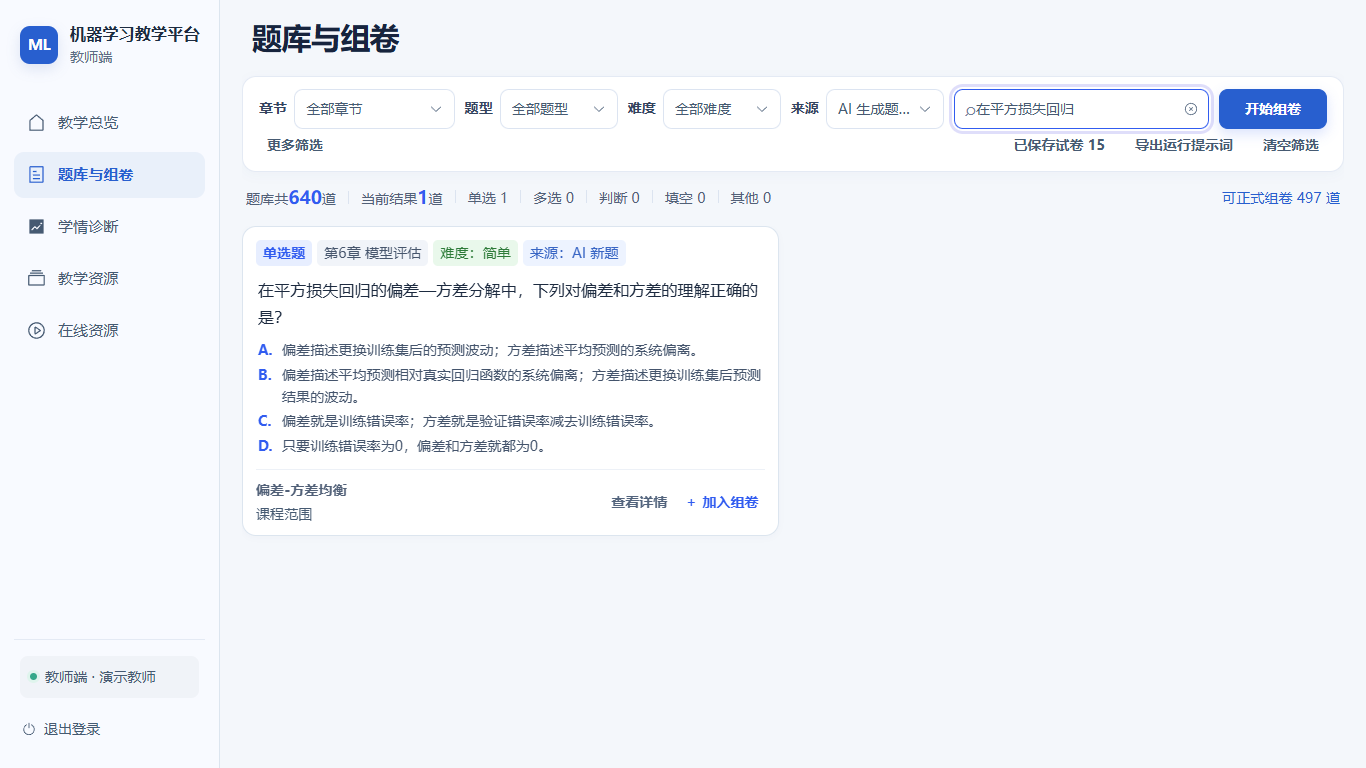 ML
机器学习教学平台
教师端
教学总览
题库与组卷
学情诊断
教学资源
在线资源
教师端 · 演示教师
退出登录
题库与组卷
章节 全部章节 题型 全部题型 难度 全部难度 来源 AI 生成题... 在平方损失回归 开始组卷
更多筛选 已保存试卷 15 导出运行提示词 清空筛选
题库共640道 当前结果1道 单选 1 多选 0 判断 0 填空 0 其他 0 可正式组卷 497 道
单选题 第6章 模型评估 难度：简单 来源：AI 新题
在平方损失回归的偏差—方差分解中，下列对偏差和方差的理解正确的
是？
A. 偏差描述更换训练集后的预测波动；方差描述平均预测的系统偏离。
B. 偏差描述平均预测相对真实回归函数的系统偏离；方差描述更换训练集后预测
结果的波动。
C. 偏差就是训练错误率；方差就是验证错误率减去训练错误率。
D. 只要训练错误率为0，偏差和方差就都为0。
偏差-方差均衡
课程范围
查看详情 + 加入组卷